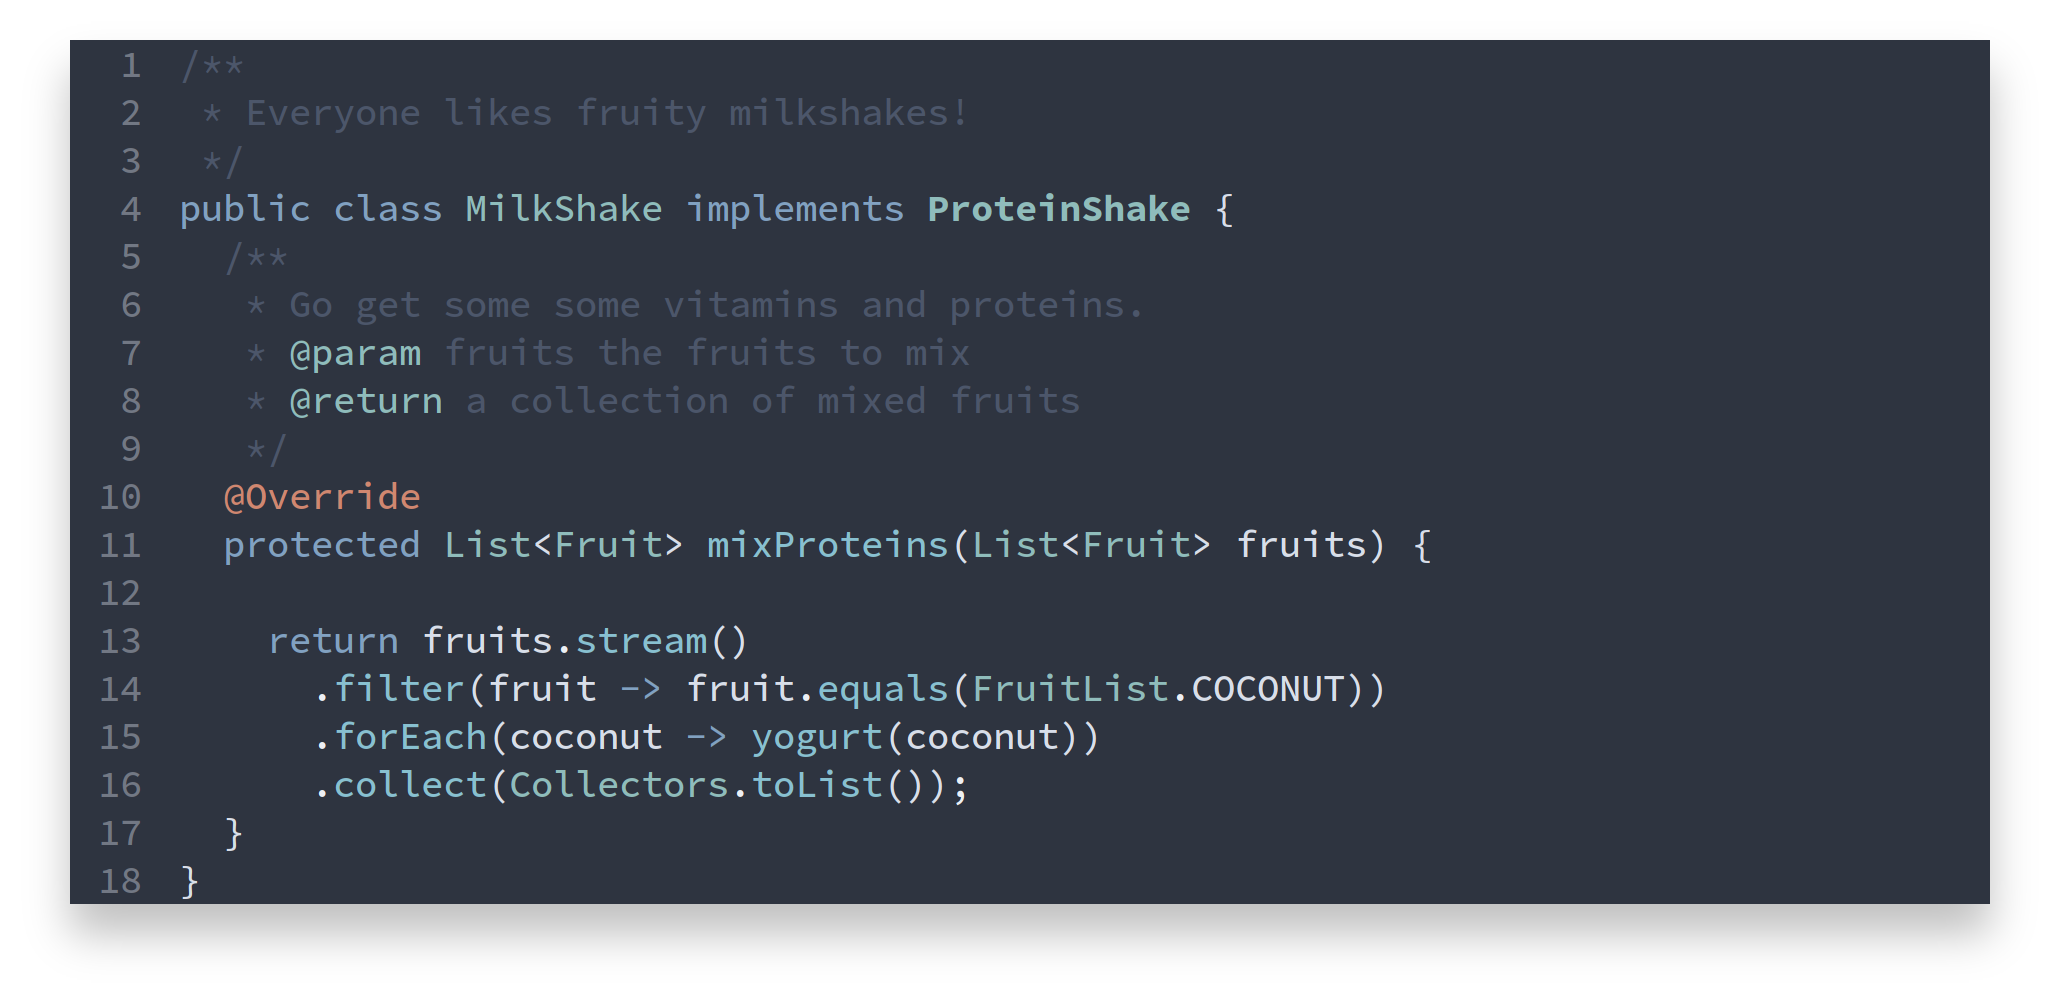 1 /**
2  * Everyone likes fruity milkshakes!
3  */
4 public class MilkShake implements ProteinShake {
5   /**
6    * Go get some some vitamins and proteins.
7    * @param fruits the fruits to mix
8    * @return a collection of mixed fruits
9    */
10   @Override
11   protected List<Fruit> mixProteins(List<Fruit> fruits) {
12
13     return fruits.stream()
14       .filter(fruit -> fruit.equals(FruitList.COCONUT))
15       .forEach(coconut -> yogurt(coconut))
16       .collect(Collectors.toList());
17   }
18 }